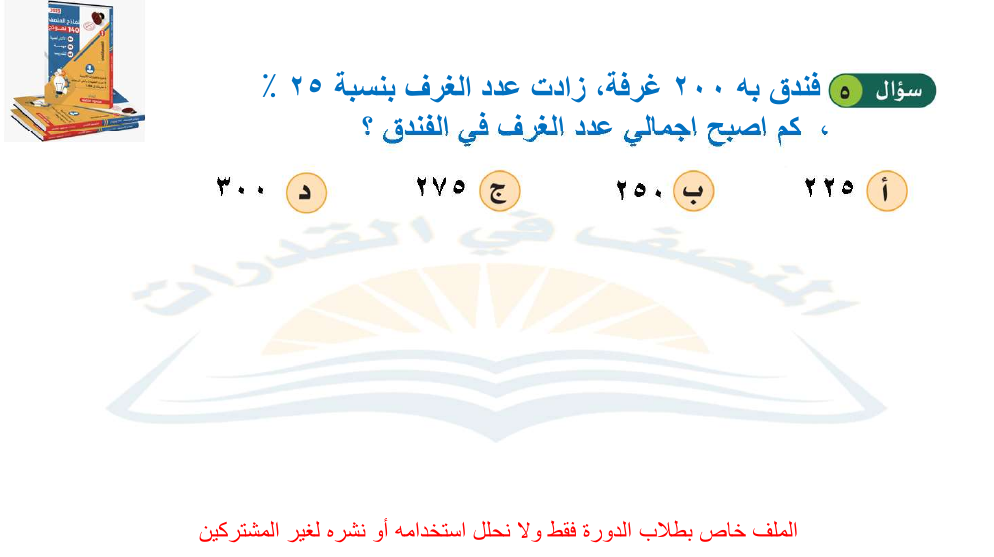 سؤال ٥ فندق به ٢٠٠ غرفة، زادت عدد الغرف بنسبة ٢٥ ٪
، كم اصبح اجمالي عدد الغرف في الفندق ؟
أ ٢٢٥ ب ٢٥٠ ج ٢٧٥ د ٣٠٠
المنصف في القدرات
الملف خاص بطلاب الدورة فقط ولا نحلل استخدامه أو نشره لغير المشتركين